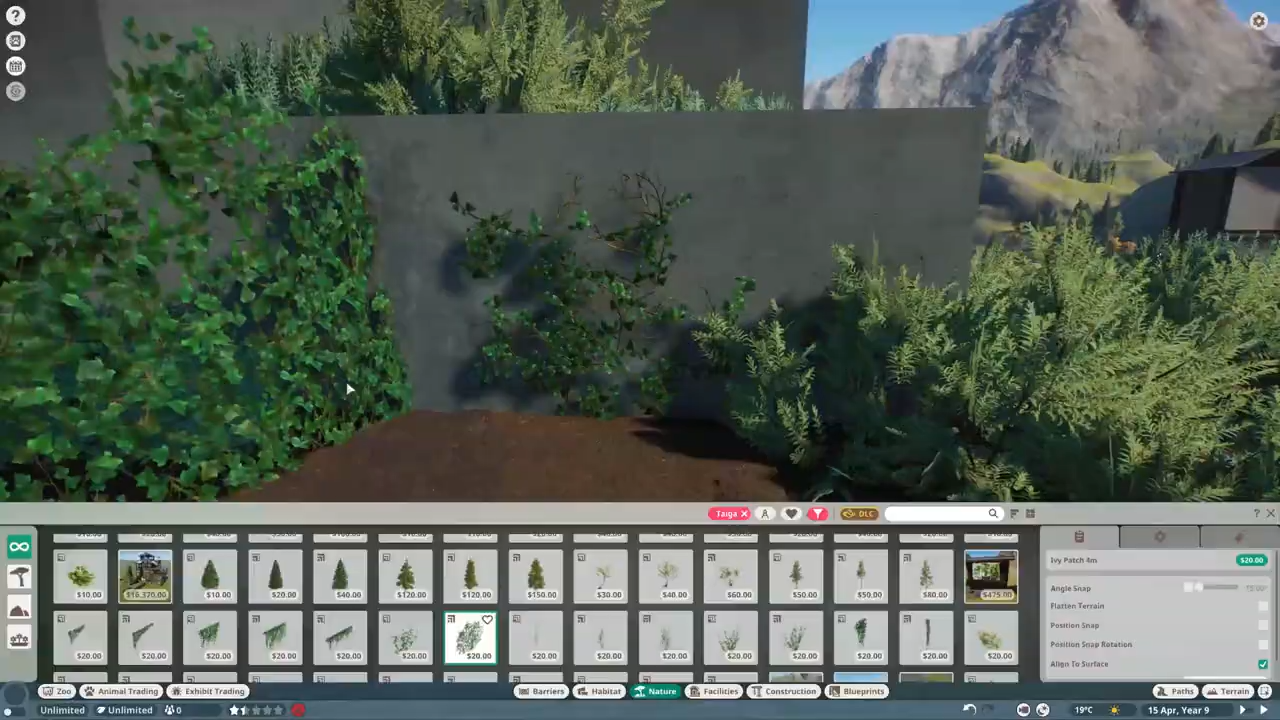 Taiga ✕
DLC
? ✕
$10.00 $16,370.00 $10.00 $20.00 $40.00 $120.00 $120.00 $150.00 $30.00 $40.00 $60.00 $50.00 $50.00 $80.00 $475.00
$20.00 $20.00 $20.00 $20.00 $20.00 $20.00 $20.00 $20.00 $20.00 $20.00 $20.00 $20.00 $20.00 $20.00 $20.00
Ivy Patch 4m $20.00
Angle Snap
Flatten Terrain
Position Snap
Position Snap Rotation
Align To Surface
Zoo Animal Trading Exhibit Trading Barriers Habitat Nature Facilities Construction Blueprints Paths Terrain
Unlimited Unlimited 0 19°C 15 Apr, Year 9